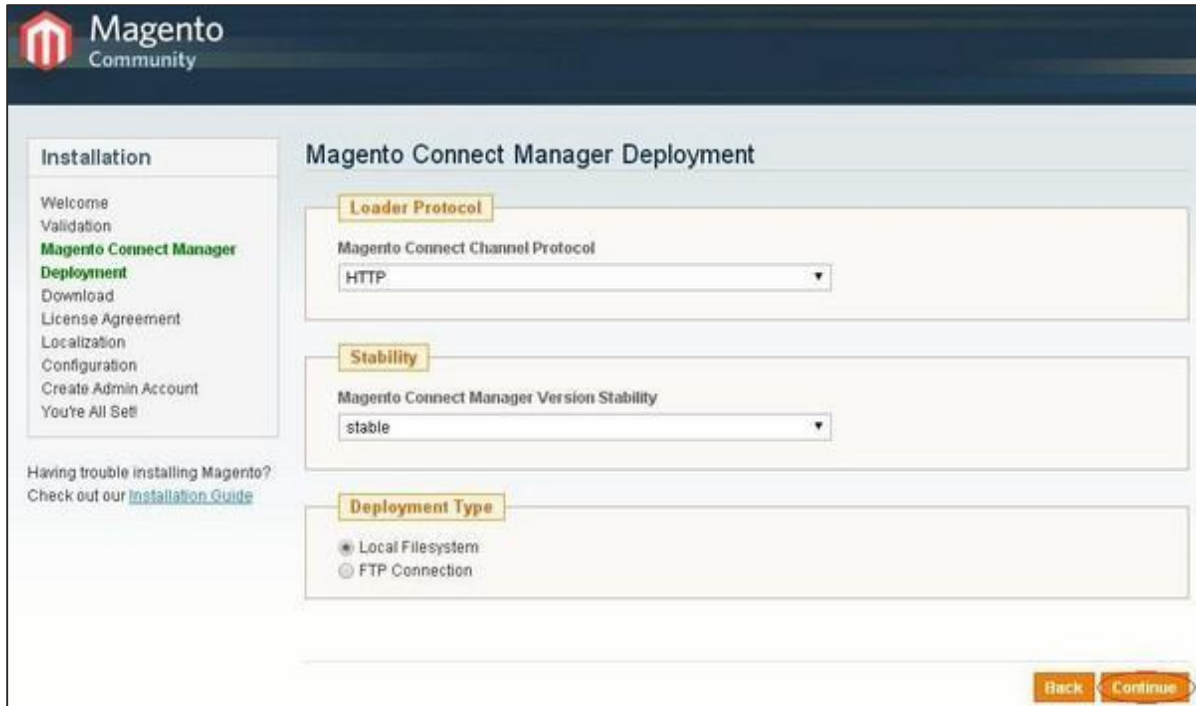 Magento
Community
Installation
Welcome
Validation
Magento Connect Manager
Deployment
Download
License Agreement
Localization
Configuration
Create Admin Account
You're All Set!
Having trouble installing Magento?
Check out our Installation Guide
Magento Connect Manager Deployment
Loader Protocol
Magento Connect Channel Protocol
HTTP
Stability
Magento Connect Manager Version Stability
stable
Deployment Type
Local Filesystem
FTP Connection
Back
Continue